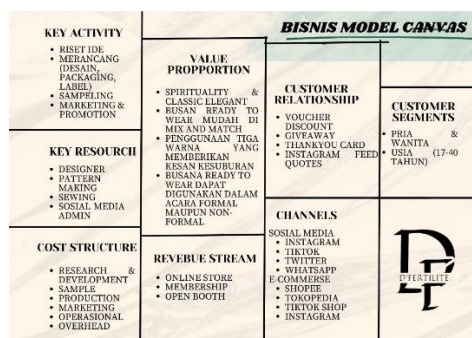 BISNIS MODEL CANVAS
KEY ACTIVITY
• RISET IDE
• MERANCANG
(DESAIN,
PACKAGING,
LABEL)
• SAMPELING
• MARKETING &
PROMOTION
KEY RESOURCH
• DESIGNER
• PATTERN
MAKING
• SEWING
• SOSIAL MEDIA
ADMIN
COST STRUCTURE
• RESEARCH &
DEVELOPMENT
• SAMPLE
• PRODUCTION
• MARKETING
• OPERASIONAL
• OVERHEAD
VALUE
PROPPORTION
• SPIRITUALITY &
CLASSIC ELEGANT
• BUSAN READY TO
WEAR MUDAH DI
MIX AND MATCH
• PENGGUNAAN TIGA
WARNA YANG
MEMBERIKAN
KESAN KESUBURAN
• BUSANA READY TO
WEAR DAPAT
DIGUNAKAN DALAM
ACARA FORMAL
MAUPUN NON-
FORMAL
REVEBUE STREAM
• ONLINE STORE
• MEMBERSHIP
• OPEN BOOTH
CUSTOMER
RELATIONSHIP
• VOUCHER
DISCOUNT
• GIVEAWAY
• THANKYOU CARD
• INSTAGRAM FEED
QUOTES
CHANNELS
SOSIAL MEDIA
• INSTAGRAM
• TIKTOK
• TWITTER
• WHATSAPP
E-COMMERSE
• SHOPEE
• TOKOPEDIA
• TIKTOK SHOP
• INSTAGRAM
CUSTOMER
SEGMENTS
• PRIA &
WANITA
• USIA (17-40
TAHUN)
D'FERTILITE